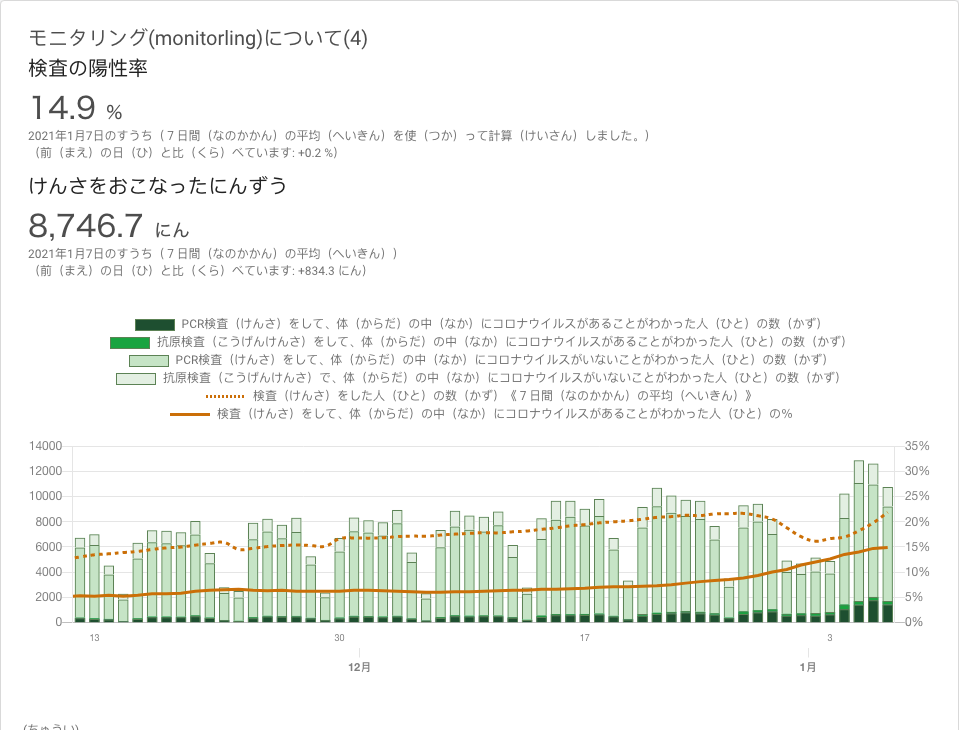 モニタリング(monitorling)について(4)
検査の陽性率
14.9 %
2021年1月7日のすうち（７日間（なのかかん）の平均（へいきん）を使（つか）って計算（けいさん）しました。）
（前（まえ）の日（ひ）と比（くら）べています: +0.2 %）
けんさをおこなったにんずう
8,746.7 にん
2021年1月7日のすうち（７日間（なのかかん）の平均（へいきん））
（前（まえ）の日（ひ）と比（くら）べています: +834.3 にん）
PCR検査（けんさ）をして、体（からだ）の中（なか）にコロナウイルスがあることがわかった人（ひと）の数（かず）
抗原検査（こうげんけんさ）をして、体（からだ）の中（なか）にコロナウイルスがあることがわかった人（ひと）の数（かず）
PCR検査（けんさ）をして、体（からだ）の中（なか）にコロナウイルスがいないことがわかった人（ひと）の数（かず）
抗原検査（こうげんけんさ）で、体（からだ）の中（なか）にコロナウイルスがいないことがわかった人（ひと）の数（かず）
検査（けんさ）をした人（ひと）の数（かず）《７日間（なのかかん）の平均（へいきん）》
検査（けんさ）をして、体（からだ）の中（なか）にコロナウイルスがあることがわかった人（ひと）の％
14000 35%
12000 30%
10000 25%
8000 20%
6000 15%
4000 10%
2000 5%
0 0%
13 30 17 3
12月 1月
(ちゅうい)